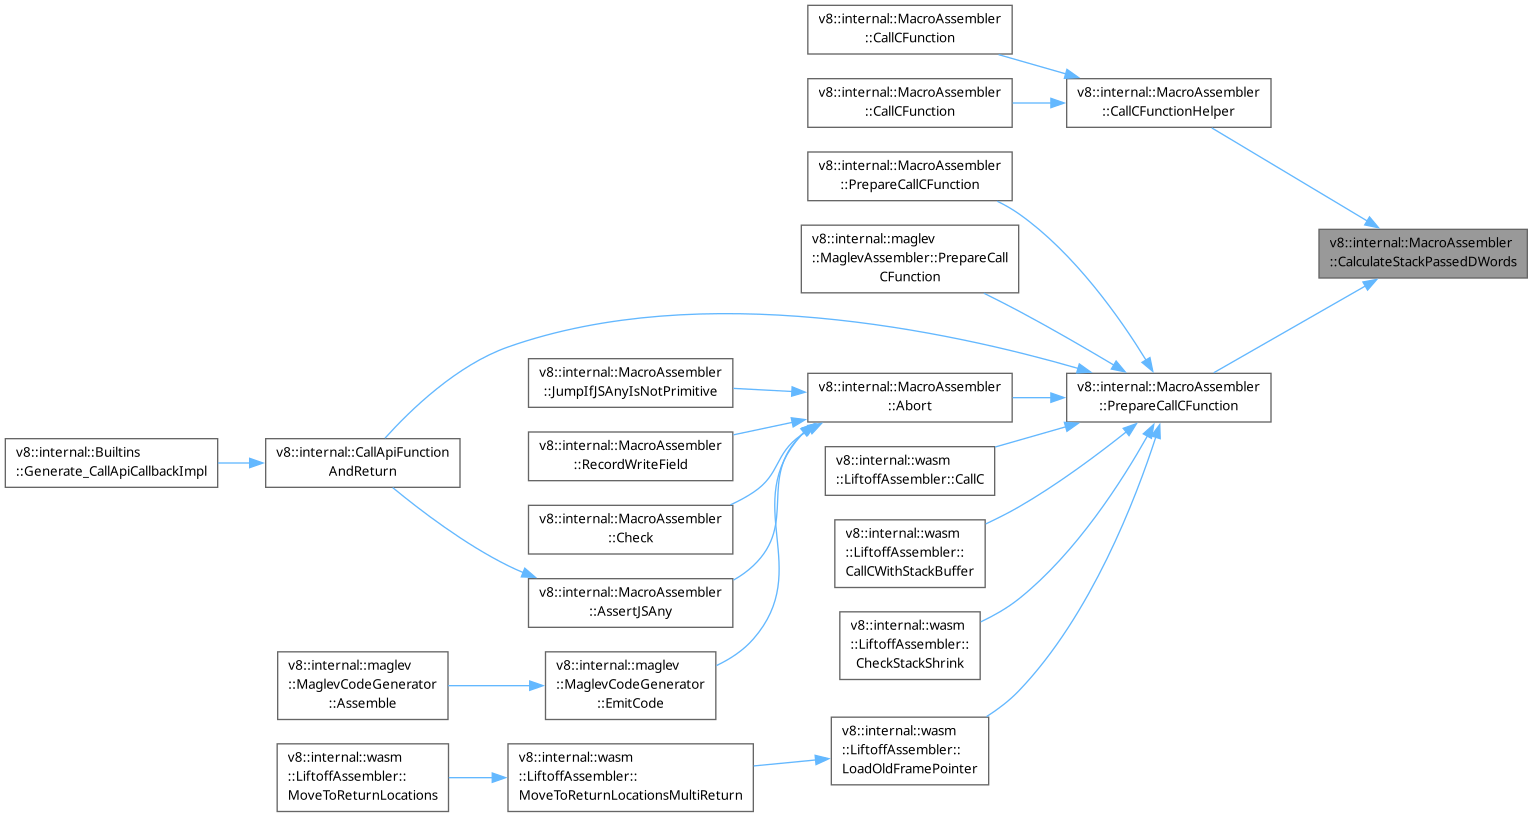 v8::internal::MacroAssembler
::CallCFunction
v8::internal::MacroAssembler
::CallCFunction
v8::internal::MacroAssembler
::CallCFunctionHelper
v8::internal::MacroAssembler
::PrepareCallCFunction
v8::internal::maglev
::MaglevAssembler::PrepareCall
CFunction
v8::internal::MacroAssembler
::CalculateStackPassedDWords
v8::internal::MacroAssembler
::JumpIfJSAnyIsNotPrimitive
v8::internal::MacroAssembler
::Abort
v8::internal::MacroAssembler
::PrepareCallCFunction
v8::internal::Builtins
::Generate_CallApiCallbackImpl
v8::internal::CallApiFunction
AndReturn
v8::internal::MacroAssembler
::RecordWriteField
v8::internal::wasm
::LiftoffAssembler::CallC
v8::internal::MacroAssembler
::Check
v8::internal::wasm
::LiftoffAssembler::
CallCWithStackBuffer
v8::internal::MacroAssembler
::AssertJSAny
v8::internal::wasm
::LiftoffAssembler::
CheckStackShrink
v8::internal::maglev
::MaglevCodeGenerator
::Assemble
v8::internal::maglev
::MaglevCodeGenerator
::EmitCode
v8::internal::wasm
::LiftoffAssembler::
LoadOldFramePointer
v8::internal::wasm
::LiftoffAssembler::
MoveToReturnLocations
v8::internal::wasm
::LiftoffAssembler::
MoveToReturnLocationsMultiReturn